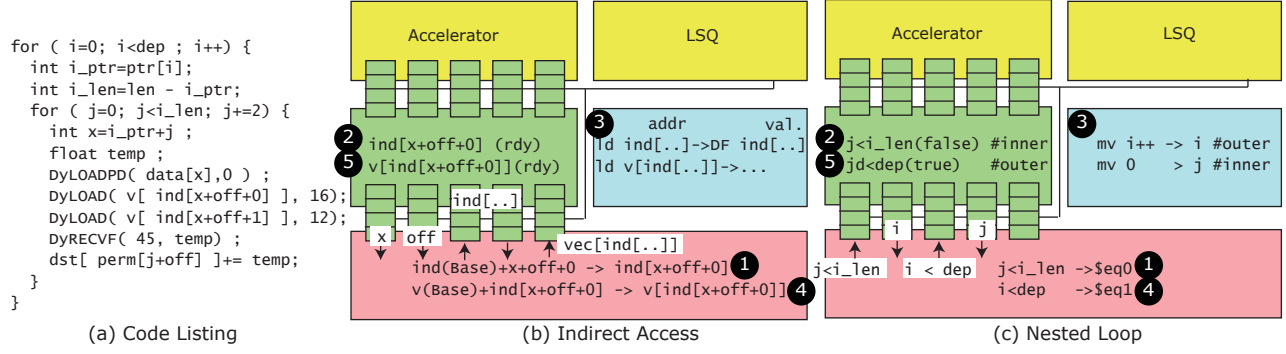 for ( i=0; i<dep ; i++) {
int i_ptr=ptr[i];
int i_len=len - i_ptr;
for ( j=0; j<i_len; j+=2) {
int x=i_ptr+j ;
float temp ;
DyLOADPD( data[x],0 ) ;
DyLOAD( v[ ind[x+off+0] ], 16);
DyLOAD( v[ ind[x+off+1] ], 12);
DyRECVF( 45, temp) ;
dst[ perm[j+off] ]+= temp;
}
}
(a) Code Listing
Accelerator
LSQ
2 ind[x+off+0] (rdy)
5 v[ind[x+off+0]](rdy)
3 addr val.
ld ind[..]->DF ind[..]
ld v[ind[..]]->...
ind[..]
x
off
vec[ind[..]]
ind(Base)+x+off+0 -> ind[x+off+0] 1
v(Base)+ind[x+off+0] -> v[ind[x+off+0]] 4
(b) Indirect Access
Accelerator
LSQ
2 j<i_len(false) #inner
5 jd<dep(true) #outer
3
mv i++ -> i #outer
mv 0 > j #inner
i
j
j<i_len
i < dep
j<i_len ->$eq0 1
i<dep ->$eq1 4
(c) Nested Loop